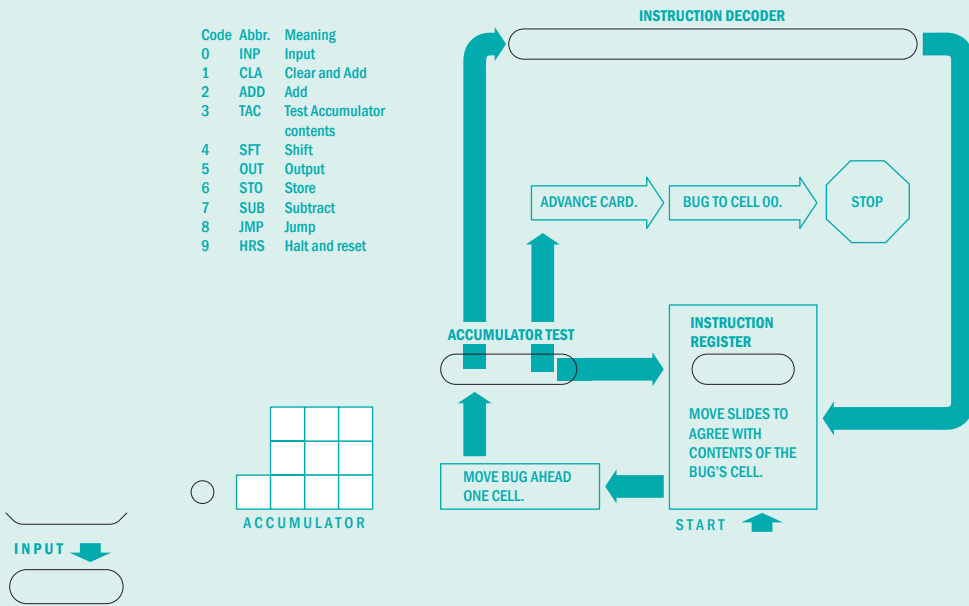 INSTRUCTION DECODER
Code Abbr. Meaning
0 INP Input
1 CLA Clear and Add
2 ADD Add
3 TAC Test Accumulator
contents
4 SFT Shift
5 OUT Output
6 STO Store
7 SUB Subtract
8 JMP Jump
9 HRS Halt and reset
ADVANCE CARD.
BUG TO CELL 00.
STOP
ACCUMULATOR TEST
INSTRUCTION
REGISTER
MOVE SLIDES TO
AGREE WITH
CONTENTS OF THE
BUG'S CELL.
MOVE BUG AHEAD
ONE CELL.
START
ACCUMULATOR
INPUT